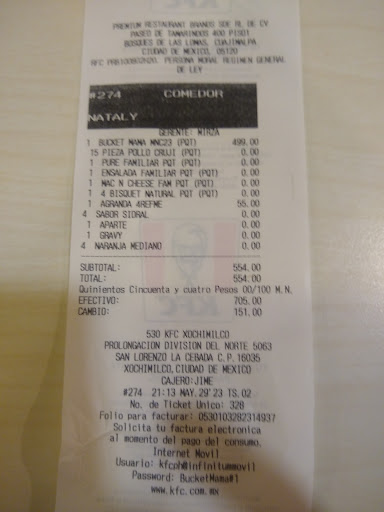 PREMIUM RESTAURANT BRANDS SDE RL DE CV
PASEO DE TAMARINDOS 400 PISO1
BOSQUES DE LAS LOMAS, CUAJIMALPA
CIUDAD DE MEXICO, 05120
RFC PRB100802H20. PERSONA MORAL REGIMEN GENERAL
DE LEY
#274 COMEDOR
NATALY
GERENTE: MIRZA
1 BUCKET MAMA MNC23 (PQT) 499.00
15 PIEZA POLLO CRUJI (PQT) 0.00
1 PURE FAMILIAR PQT (PQT) 0.00
1 ENSALADA FAMILIAR PQT (PQT) 0.00
1 MAC N CHEESE FAM PQT (PQT) 0.00
1 4 BISQUET NATURAL PQT (PQT) 0.00
1 AGRANDA 4REFME 55.00
4 SABOR SIDRAL 0.00
1 APARTE 0.00
1 GRAVY 0.00
4 NARANJA MEDIANO 0.00
SUBTOTAL: 554.00
TOTAL: 554.00
Quinientos Cincuenta y cuatro Pesos 00/100 M.N.
EFECTIVO: 705.00
CAMBIO: 151.00
530 KFC XOCHIMILCO
PROLONGACION DIVISION DEL NORTE 5063
SAN LORENZO LA CEBADA C.P.16035
XOCHIMILCO,CIUDAD DE MEXICO
CAJERO:JIME
#274 21:13 MAY.29'23 TS.02
No. de Ticket Unico: 328
Folio para facturar: 0530103282314937
Solicita tu factura electronica
al momento del pago del consumo.
Internet Movil
Usuario: kfcph@infinitummovil
Password: BucketMama#1
www.kfc.com.mx